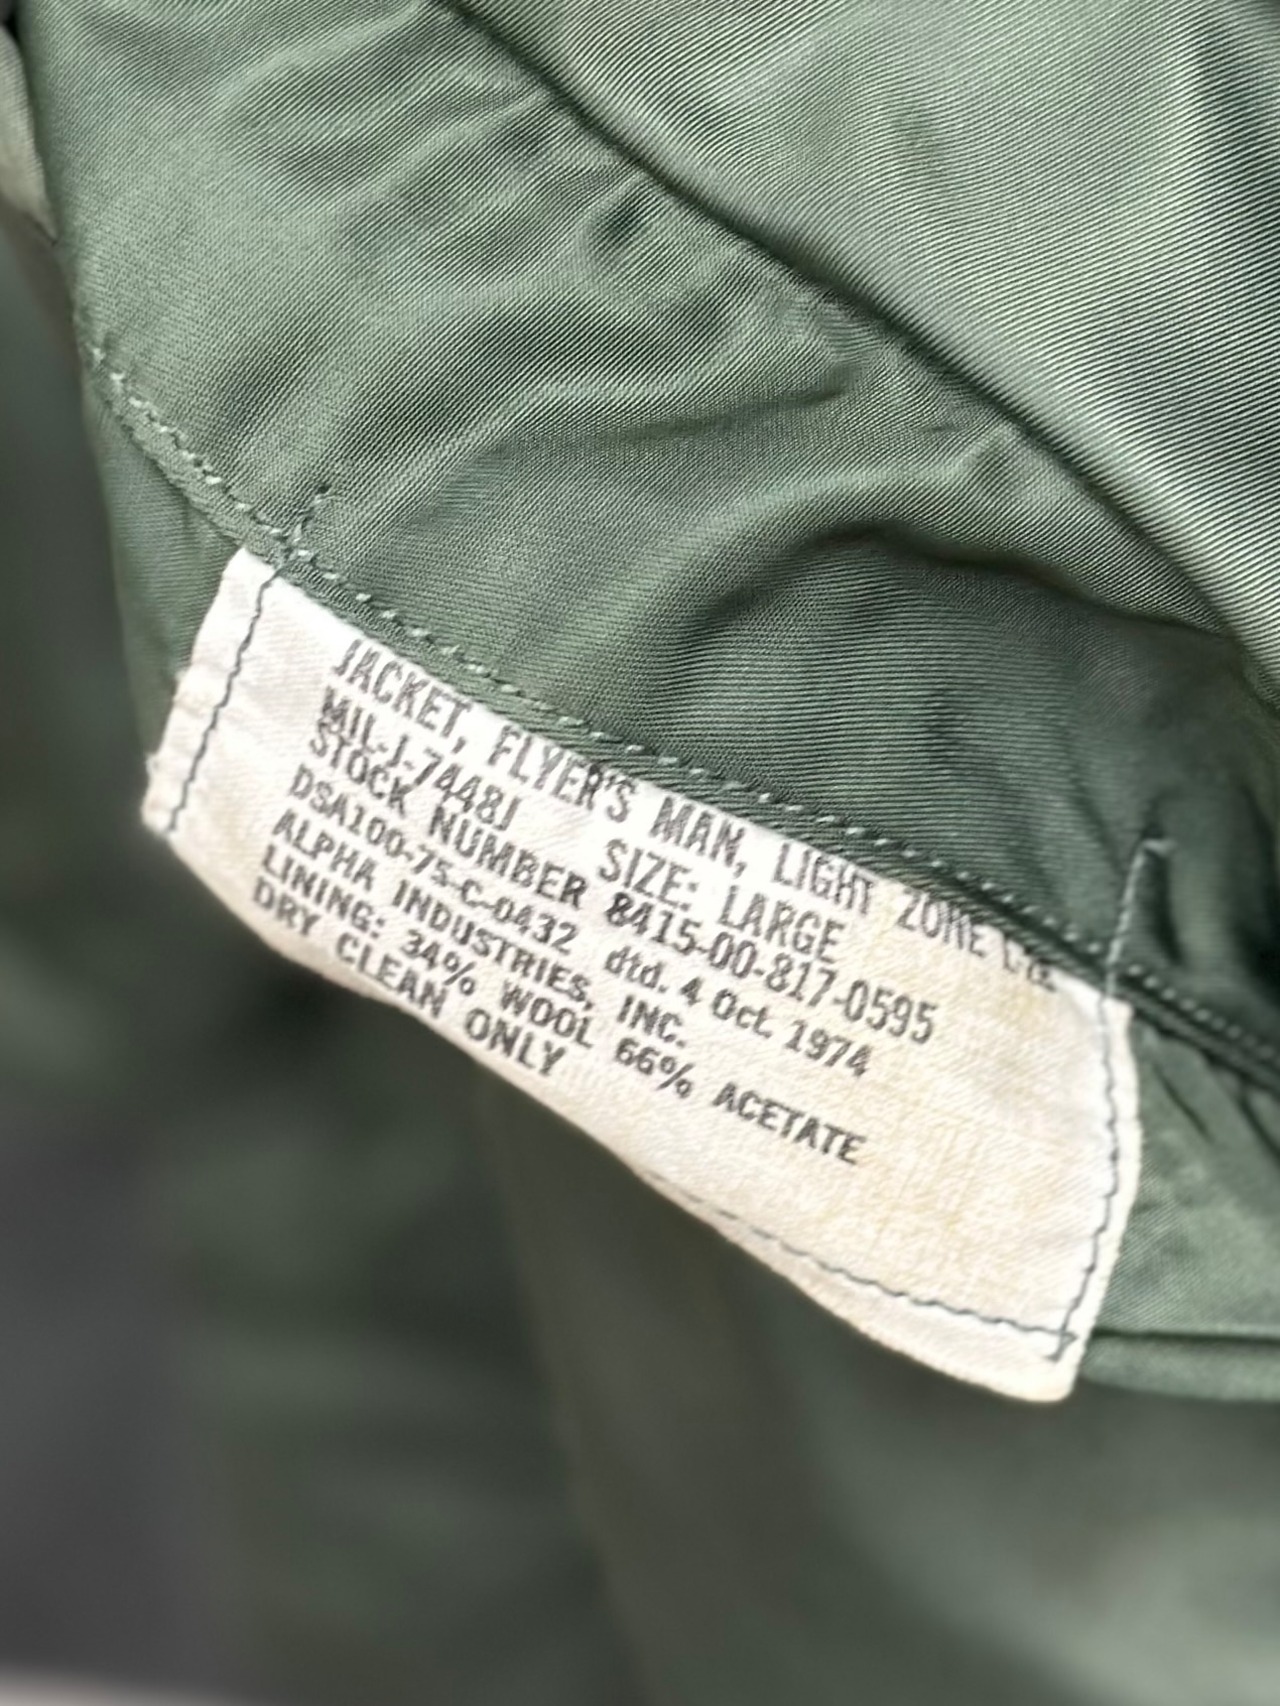 JACKET, FLYER'S MAN, LIGHT ZONE
MIL-J-7448J SIZE: LARGE
STOCK NUMBER 8415-00-817-0595
DSA100-75-C-0432 dtd. 4 Oct. 1974
ALPHA INDUSTRIES, INC.
LINING: 34% WOOL 66% ACETATE
DRY CLEAN ONLY